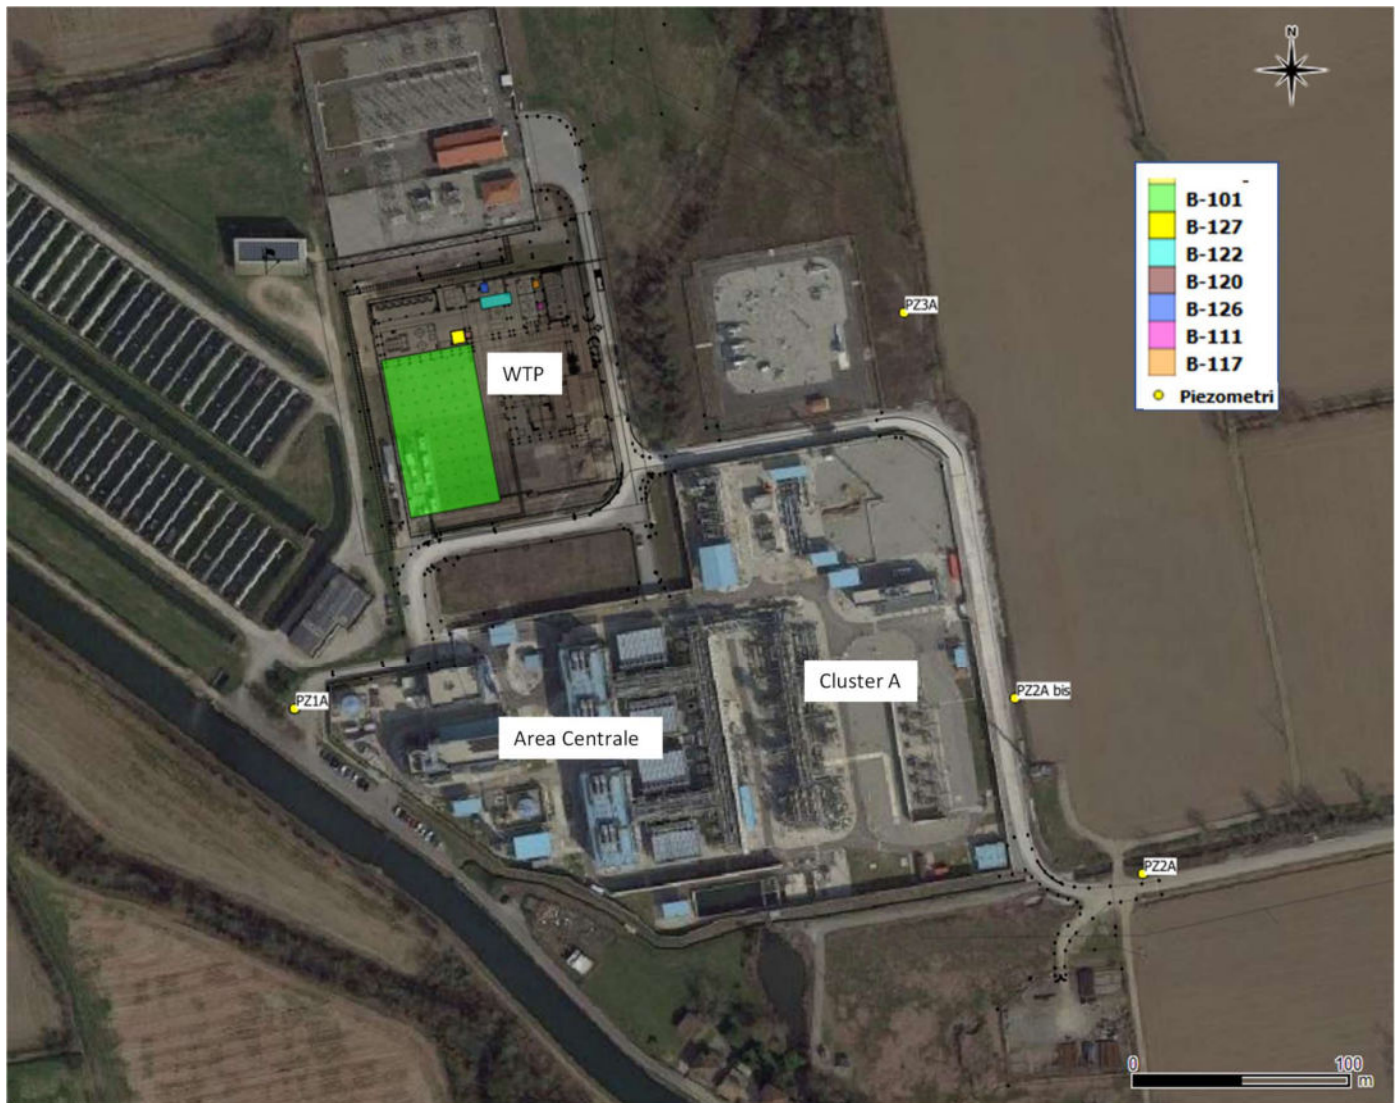 N
-
B-101
B-127
B-122
B-120
B-126
B-111
B-117
Piezometri
PZ3A
WTP
Cluster A
PZ2A bis
PZ1A
Area Centrale
PZ2A
0 100
m